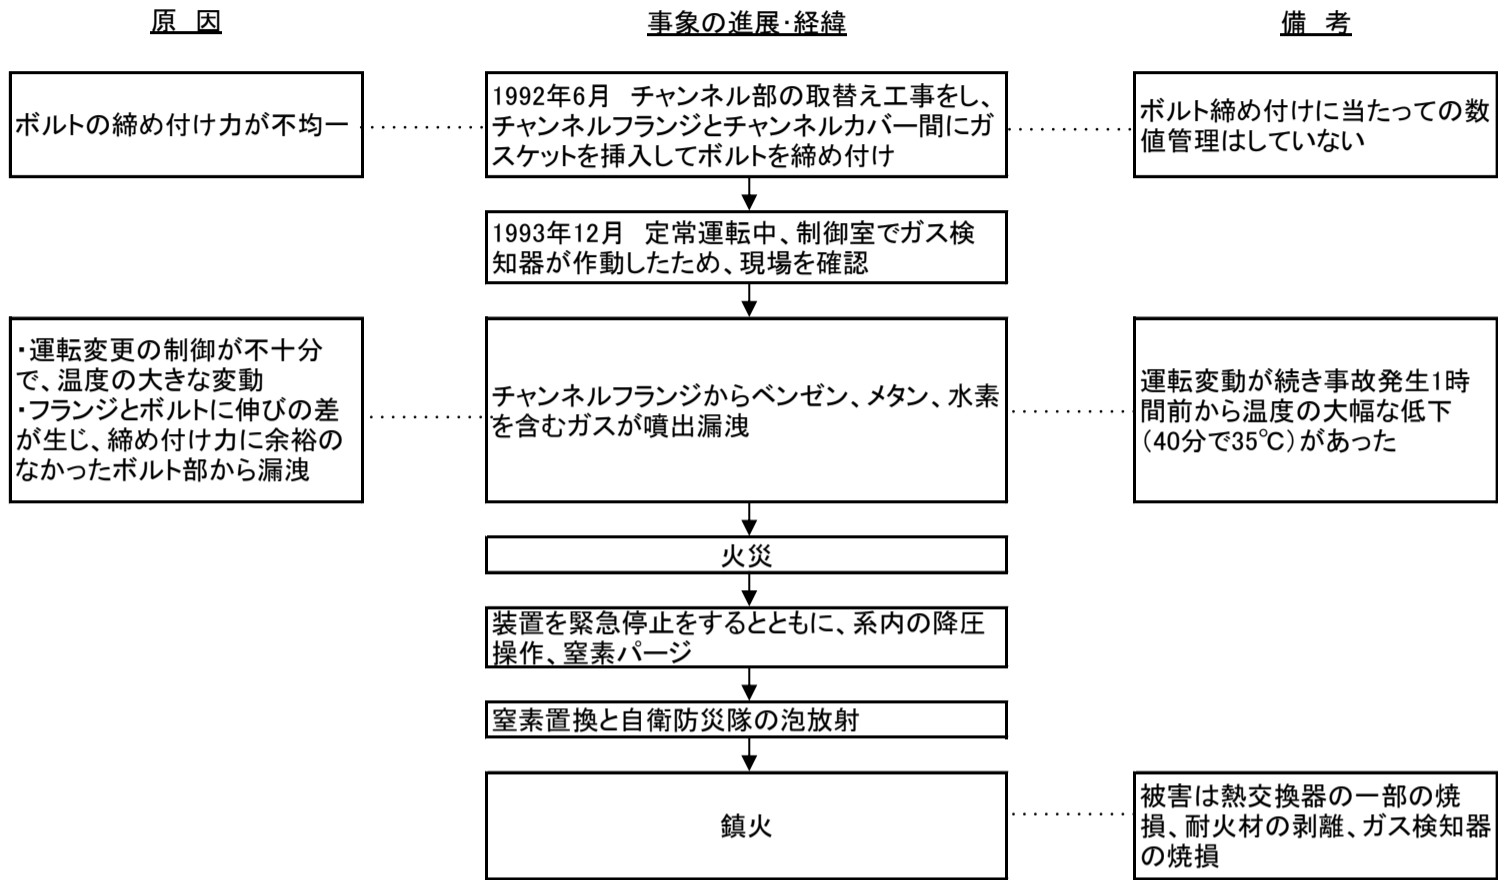 原　因
事象の進展・経緯
備　考
ボルトの締め付け力が不均一
1992年6月　チャンネル部の取替え工事をし、
チャンネルフランジとチャンネルカバー間にガ
スケットを挿入してボルトを締め付け
ボルト締め付けに当たっての数
値管理はしていない
1993年12月　定常運転中、制御室でガス検
知器が作動したため、現場を確認
・運転変更の制御が不十分
で、温度の大きな変動
・フランジとボルトに伸びの差
が生じ、締め付け力に余裕の
なかったボルト部から漏洩
チャンネルフランジからベンゼン、メタン、水素
を含むガスが噴出漏洩
運転変動が続き事故発生1時
間前から温度の大幅な低下
（40分で35℃）があった
火災
装置を緊急停止をするとともに、系内の降圧
操作、窒素パージ
窒素置換と自衛防災隊の泡放射
鎮火
被害は熱交換器の一部の焼
損、耐火材の剥離、ガス検知器
の焼損